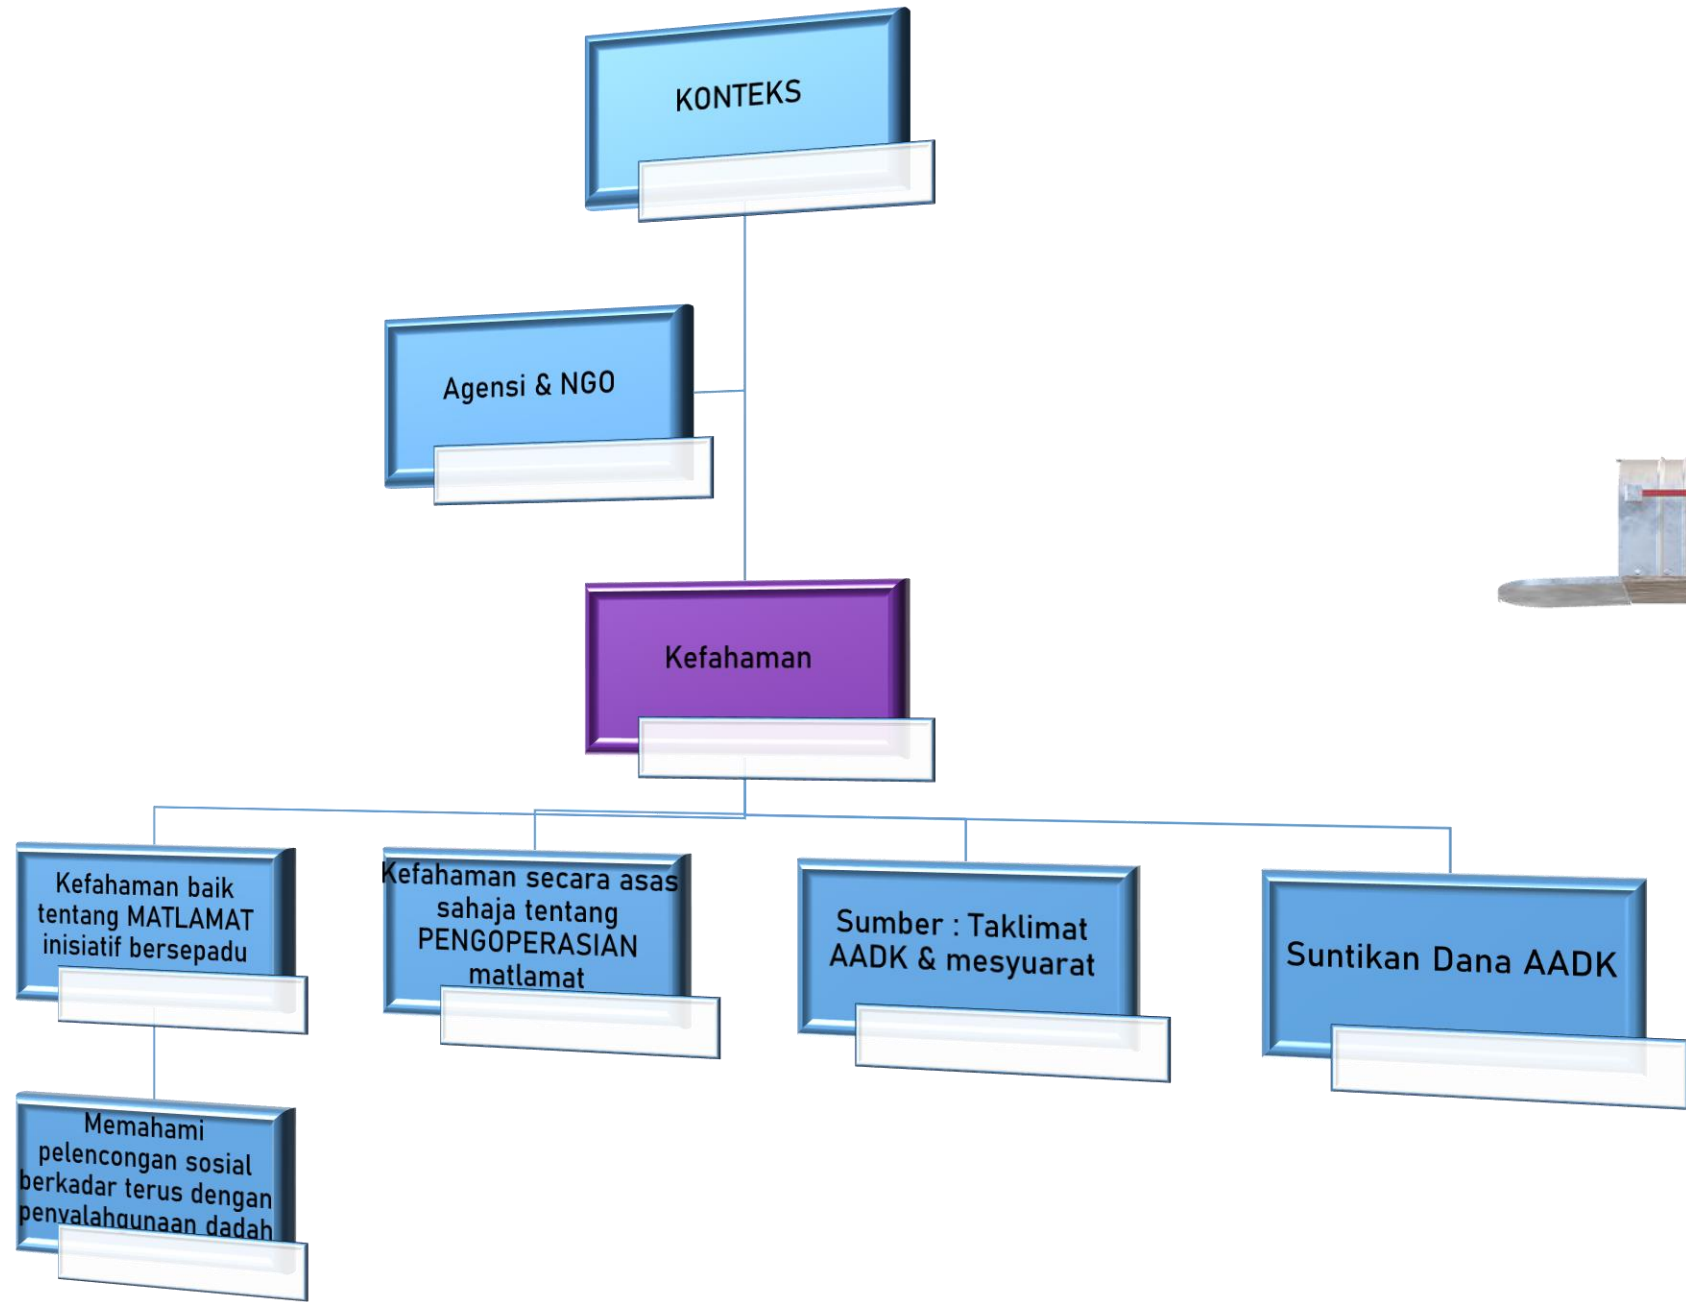 KONTEKS
Agensi & NGO
Kefahaman
Kefahaman baik
tentang MATLAMAT
inisiatif bersepadu
Kefahaman secara asas
sahaja tentang
PENGOPERASIAN
matlamat
Sumber : Taklimat
AADK & mesyuarat
Suntikan Dana AADK
Memahami
pelencongan sosial
berkadar terus dengan
penyalahgunaan dadah